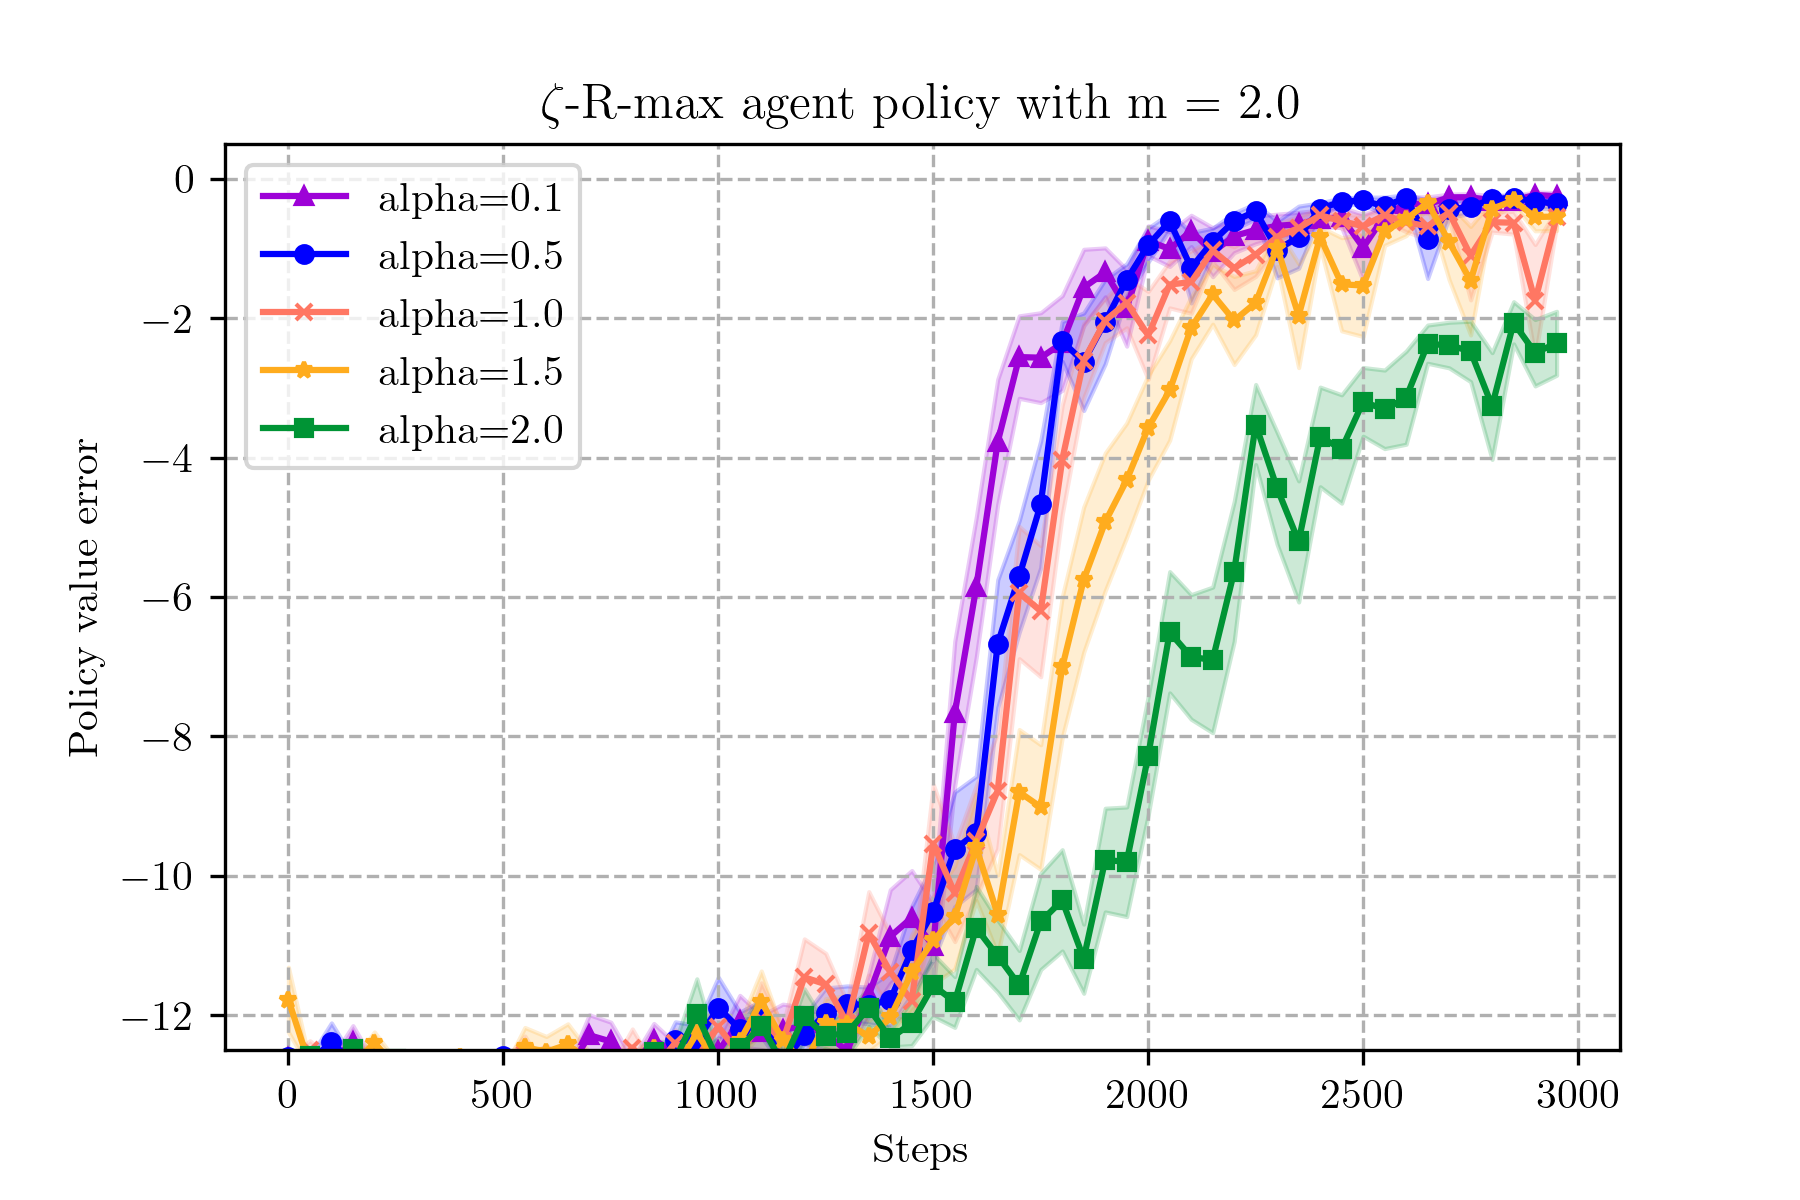 ζ-R-max agent policy with m = 2.0
alpha=0.1
alpha=0.5
alpha=1.0
alpha=1.5
alpha=2.0
Policy value error
0
−2
−4
−6
−8
−10
−12
0 500 1000 1500 2000 2500 3000
Steps